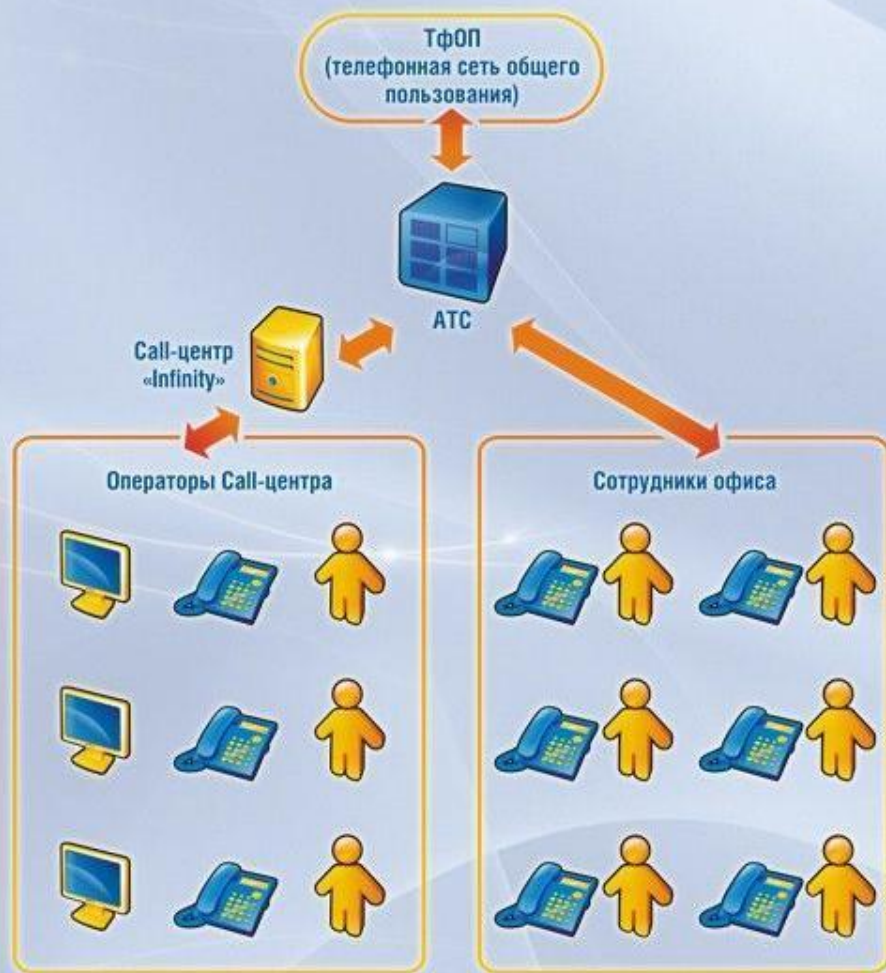 ТфОП
(телефонная сеть общего
пользования)
АТС
Call-центр
«Infinity»
Операторы Call-центра
Сотрудники офиса